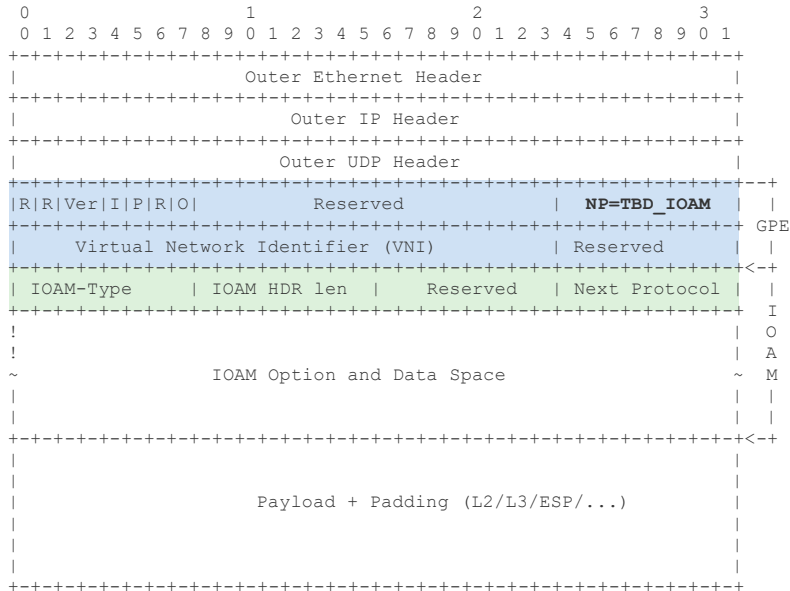 0                   1                   2                   3
 0 1 2 3 4 5 6 7 8 9 0 1 2 3 4 5 6 7 8 9 0 1 2 3 4 5 6 7 8 9 0 1
+-+-+-+-+-+-+-+-+-+-+-+-+-+-+-+-+-+-+-+-+-+-+-+-+-+-+-+-+-+-+-+-+
|                    Outer Ethernet Header                      |
+-+-+-+-+-+-+-+-+-+-+-+-+-+-+-+-+-+-+-+-+-+-+-+-+-+-+-+-+-+-+-+-+
|                        Outer IP Header                        |
+-+-+-+-+-+-+-+-+-+-+-+-+-+-+-+-+-+-+-+-+-+-+-+-+-+-+-+-+-+-+-+-+
|                       Outer UDP Header                        |
+-+-+-+-+-+-+-+-+-+-+-+-+-+-+-+-+-+-+-+-+-+-+-+-+-+-+-+-+-+-+-+-+--+
|R|R|Ver|I|P|R|O|          Reserved             |  NP=TBD_IOAM  |  |
+-+-+-+-+-+-+-+-+-+-+-+-+-+-+-+-+-+-+-+-+-+-+-+-+-+-+-+-+-+-+-+-+ GPE
|     Virtual Network Identifier (VNI)          | Reserved      |  |
+-+-+-+-+-+-+-+-+-+-+-+-+-+-+-+-+-+-+-+-+-+-+-+-+-+-+-+-+-+-+-+-+<-+
| IOAM-Type     | IOAM HDR len  |    Reserved   | Next Protocol |  |
+-+-+-+-+-+-+-+-+-+-+-+-+-+-+-+-+-+-+-+-+-+-+-+-+-+-+-+-+-+-+-+-+  I
!                                                               |  O
!                                                               |  A
~                 IOAM Option and Data Space                    ~  M
|                                                               |  |
|                                                               |  |
+-+-+-+-+-+-+-+-+-+-+-+-+-+-+-+-+-+-+-+-+-+-+-+-+-+-+-+-+-+-+-+-+<-+
|                                                               |
|                                                               |
|                     Payload + Padding (L2/L3/ESP/...)         |
|                                                               |
|                                                               |
|                                                               |
+-+-+-+-+-+-+-+-+-+-+-+-+-+-+-+-+-+-+-+-+-+-+-+-+-+-+-+-+-+-+-+-+